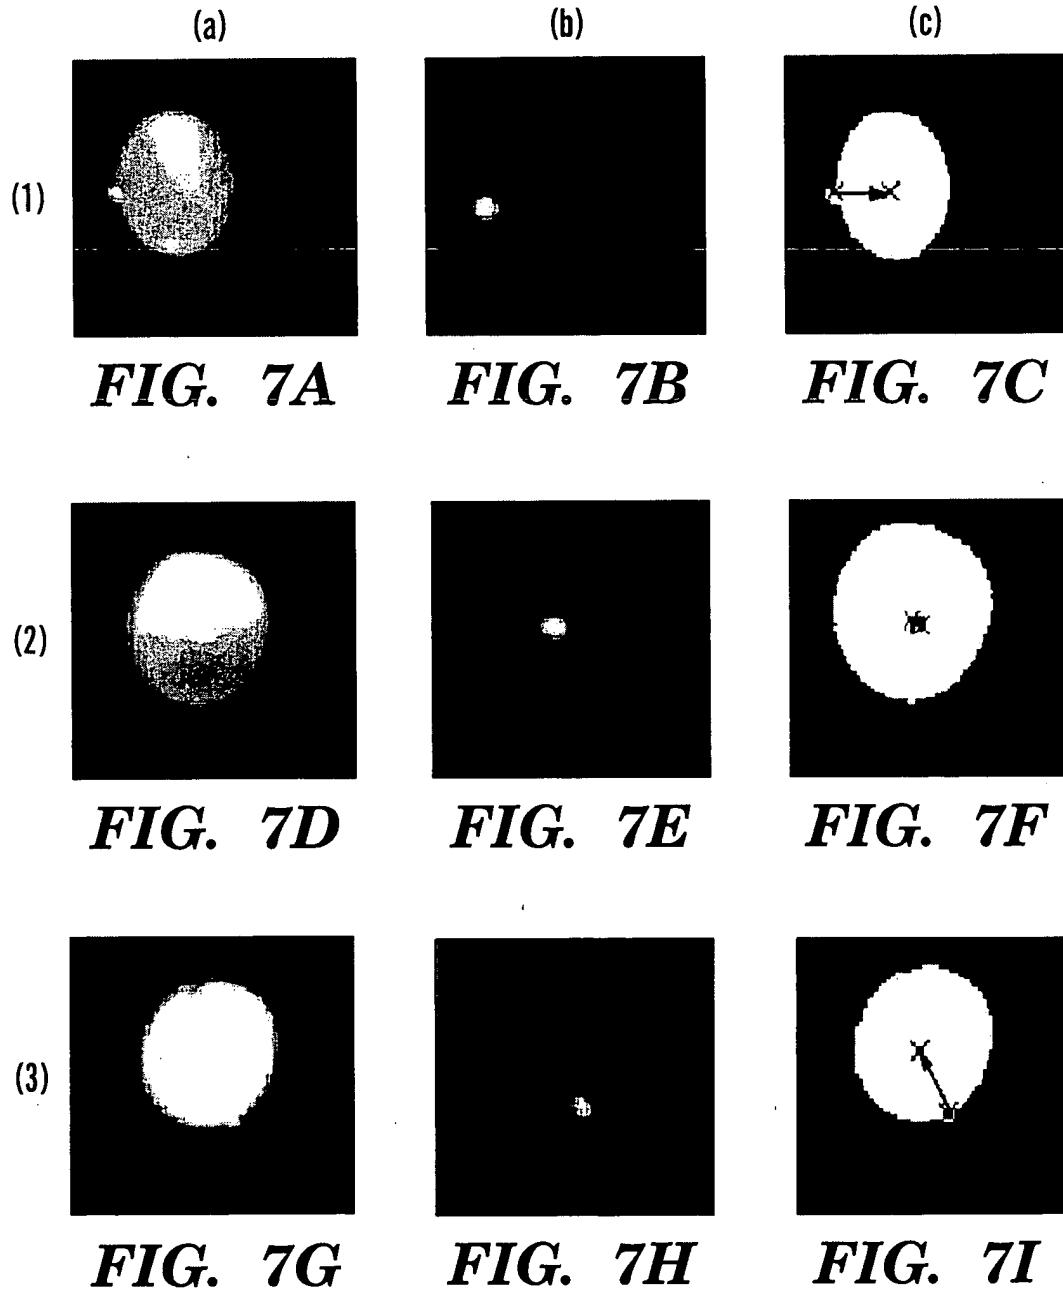 (a) (b) (c)
(1)
FIG. 7A FIG. 7B FIG. 7C
(2)
FIG. 7D FIG. 7E FIG. 7F
(3)
FIG. 7G FIG. 7H FIG. 7I